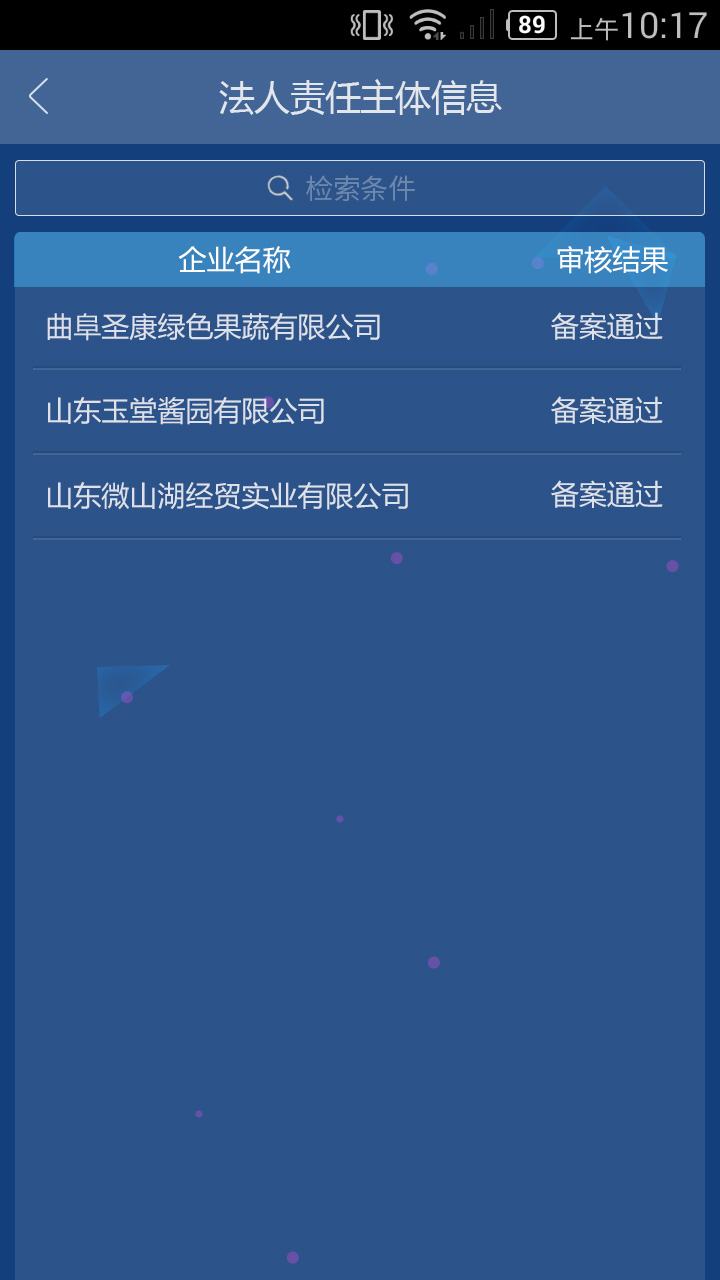 89 上午10:17
法人责任主体信息
检索条件
企业名称 审核结果
曲阜圣康绿色果蔬有限公司 备案通过
山东玉堂酱园有限公司 备案通过
山东微山湖经贸实业有限公司 备案通过